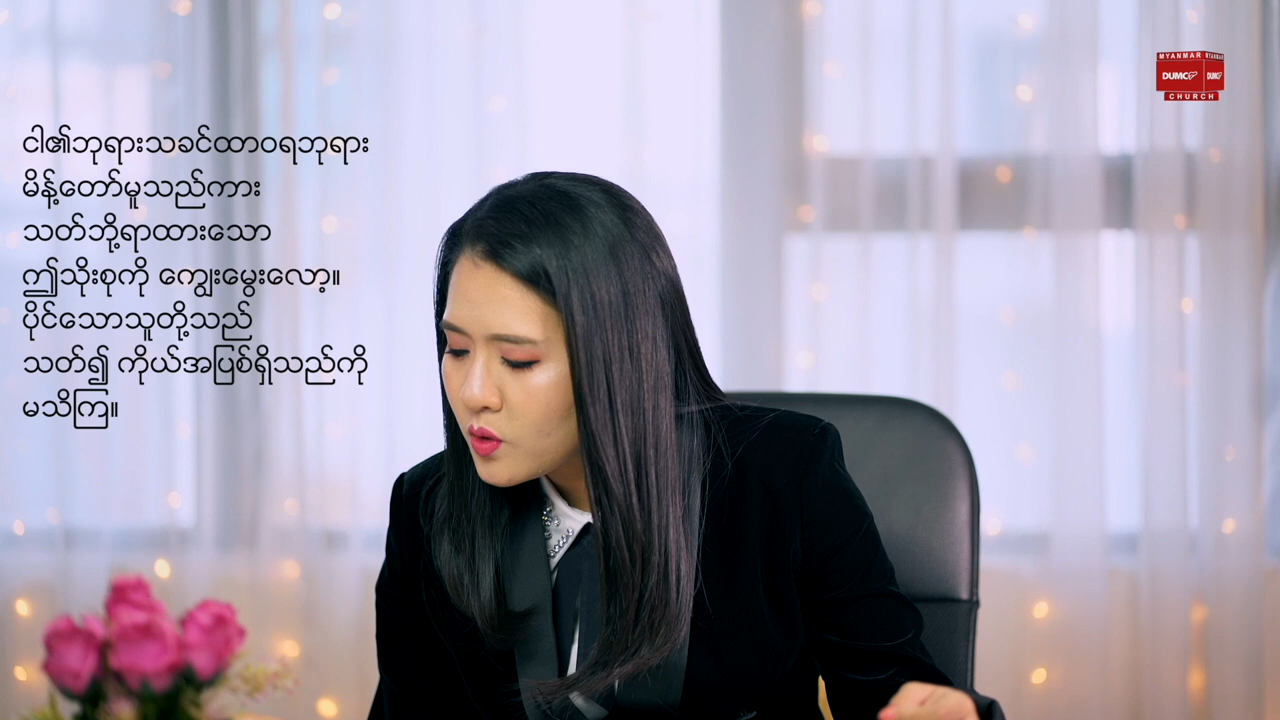 ငါ၏ဘုရားသခင်ထာဝရဘုရား
မိန့်တော်မူသည်ကား
သတ်ဘို့ရာထားသော
ဤသိုးစုကို ကျွေးမွေးလော့။
ပိုင်သောသူတို့သည်
သတ်၍ ကိုယ်အပြစ်ရှိသည်ကို
မသိကြ။
MYANMAR MYANMAR
DUMC DUMC
CHURCH